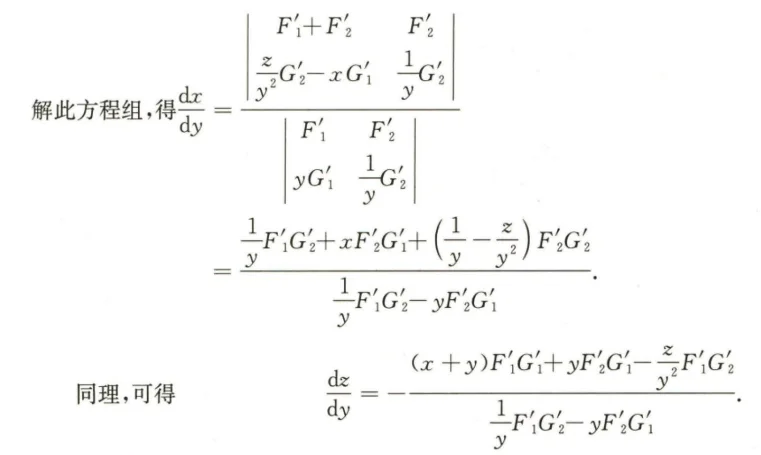 解此方程组,得$\frac{\mathrm{d}x}{\mathrm{d}y}=\frac{\begin{vmatrix} F'_1+F'_2 & F'_2 \\ \frac{z}{y^2}G'_2-xG'_1 & \frac{1}{y}G'_2 \end{vmatrix}}{\begin{vmatrix} F'_1 & F'_2 \\ yG'_1 & \frac{1}{y}G'_2 \end{vmatrix}}$
$=\frac{\frac{1}{y}F'_1G'_2+xF'_2G'_1+\left(\frac{1}{y}-\frac{z}{y^2}\right)F'_2G'_2}{\frac{1}{y}F'_1G'_2-yF'_2G'_1}.$
同理,可得 $\frac{\mathrm{d}z}{\mathrm{d}y}=-\frac{(x+y)F'_1G'_1+yF'_2G'_1-\frac{z}{y^2}F'_1G'_2}{\frac{1}{y}F'_1G'_2-yF'_2G'_1}.$